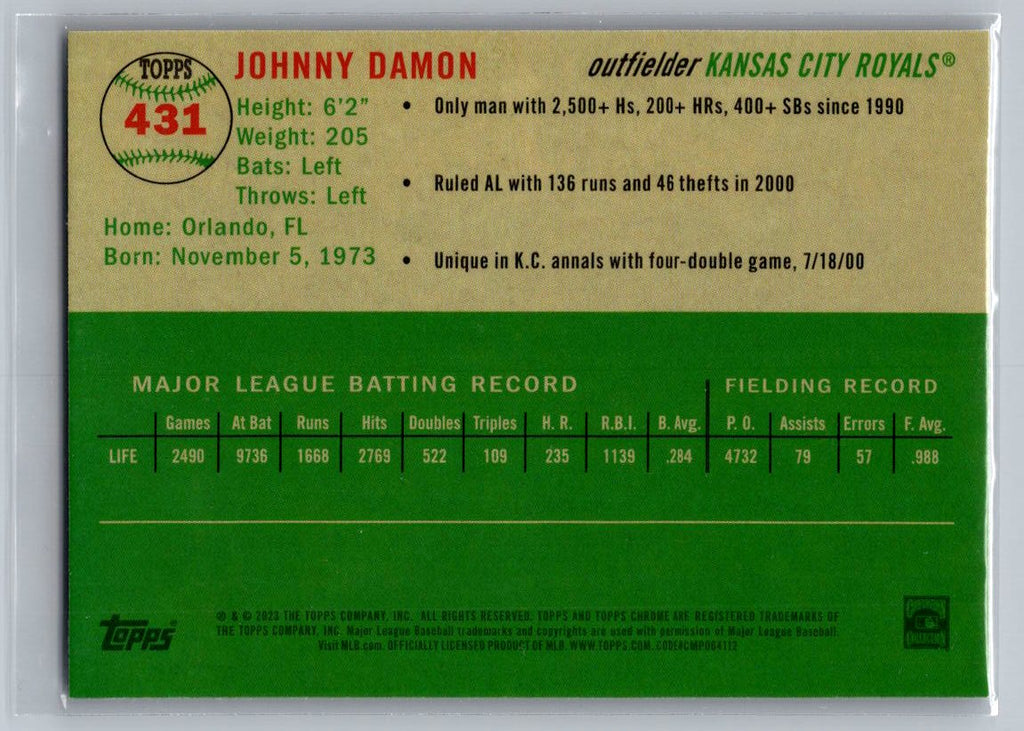 TOPPS
431
JOHNNY DAMON
outfielder KANSAS CITY ROYALS®
Height: 6'2"
Weight: 205
Bats: Left
Throws: Left
Home: Orlando, FL
Born: November 5, 1973
• Only man with 2,500+ Hs, 200+ HRs, 400+ SBs since 1990
• Ruled AL with 136 runs and 46 thefts in 2000
• Unique in K.C. annals with four-double game, 7/18/00
MAJOR LEAGUE BATTING RECORD FIELDING RECORD
Games At Bat Runs Hits Doubles Triples H. R. R.B.I. B. Avg. P. O. Assists Errors F. Avg.
LIFE 2490 9736 1668 2769 522 109 235 1139 .284 4732 79 57 .988
topps
® & © 2023 THE TOPPS COMPANY, INC. ALL RIGHTS RESERVED. TOPPS AND TOPPS CHROME ARE REGISTERED TRADEMARKS OF
THE TOPPS COMPANY, INC. Major League Baseball trademarks and copyrights are used with permission of Major League Baseball.
Visit MLB.com. OFFICIALLY LICENSED PRODUCT OF MLB. WWW.TOPPS.COM. CODE#CMP064112